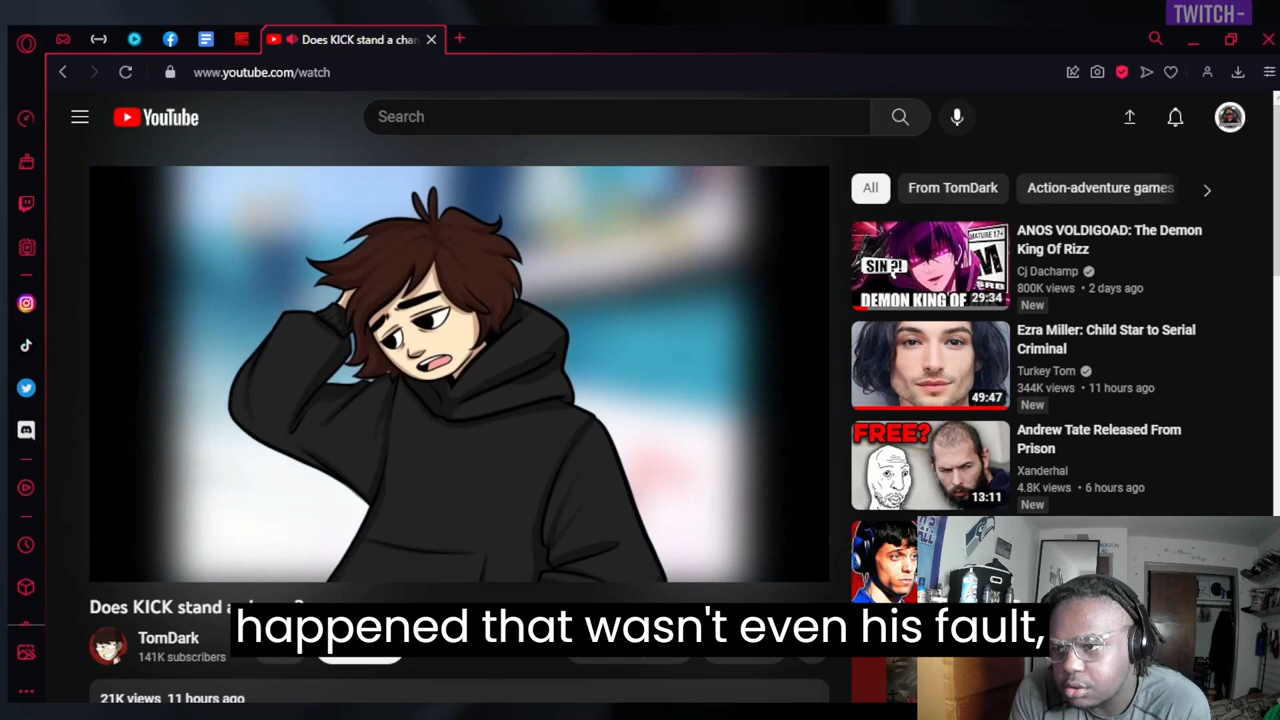 TWITCH-
Does KICK stand a chan
www.youtube.com/watch
YouTube
Search
All
From TomDark
Action-adventure games
SIN ?!
MATURE 17+
DEMON KING OF
29:34
ANOS VOLDIGOAD: The Demon
King Of Rizz
Cj Dachamp
800K views • 2 days ago
New
49:47
Ezra Miller: Child Star to Serial
Criminal
Turkey Tom
344K views • 11 hours ago
New
FREE?
13:11
Andrew Tate Released From
Prison
Xanderhal
4.8K views • 6 hours ago
New
Does KICK stand a
TomDark
141K subscribers
happened that wasn't even his fault,
21K views 11 hours ago